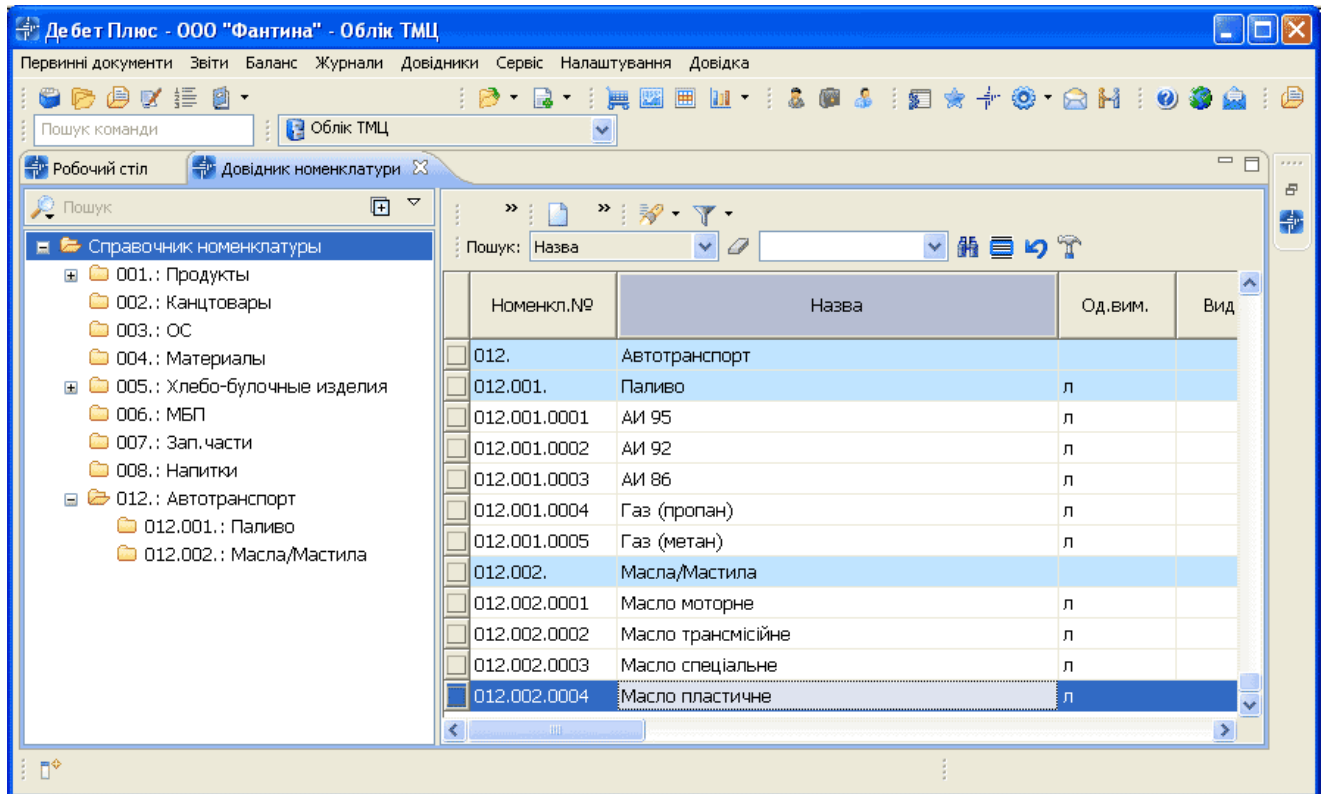 Дебет Плюс - ООО "Фантина" - Облік ТМЦ
Первинні документи Звіти Баланс Журнали Довідники Сервіс Налаштування Довідка
Пошук команди Облік ТМЦ
Робочий стіл Довідник номенклатури
Пошук
Пошук: Назва
Справочник номенклатуры
001.: Продукты
002.: Канцтовары
003.: ОС
004.: Материалы
005.: Хлебо-булочные изделия
006.: МБП
007.: Зап.части
008.: Напитки
012.: Автотранспорт
012.001.: Паливо
012.002.: Масла/Мастила
Номенкл.№ Назва Од.вим. Вид
012. Автотранспорт
012.001. Паливо л
012.001.0001 АИ 95 л
012.001.0002 АИ 92 л
012.001.0003 АИ 86 л
012.001.0004 Газ (пропан) л
012.001.0005 Газ (метан) л
012.002. Масла/Мастила
012.002.0001 Масло моторне л
012.002.0002 Масло трансмісійне л
012.002.0003 Масло спеціальне л
012.002.0004 Масло пластичне л